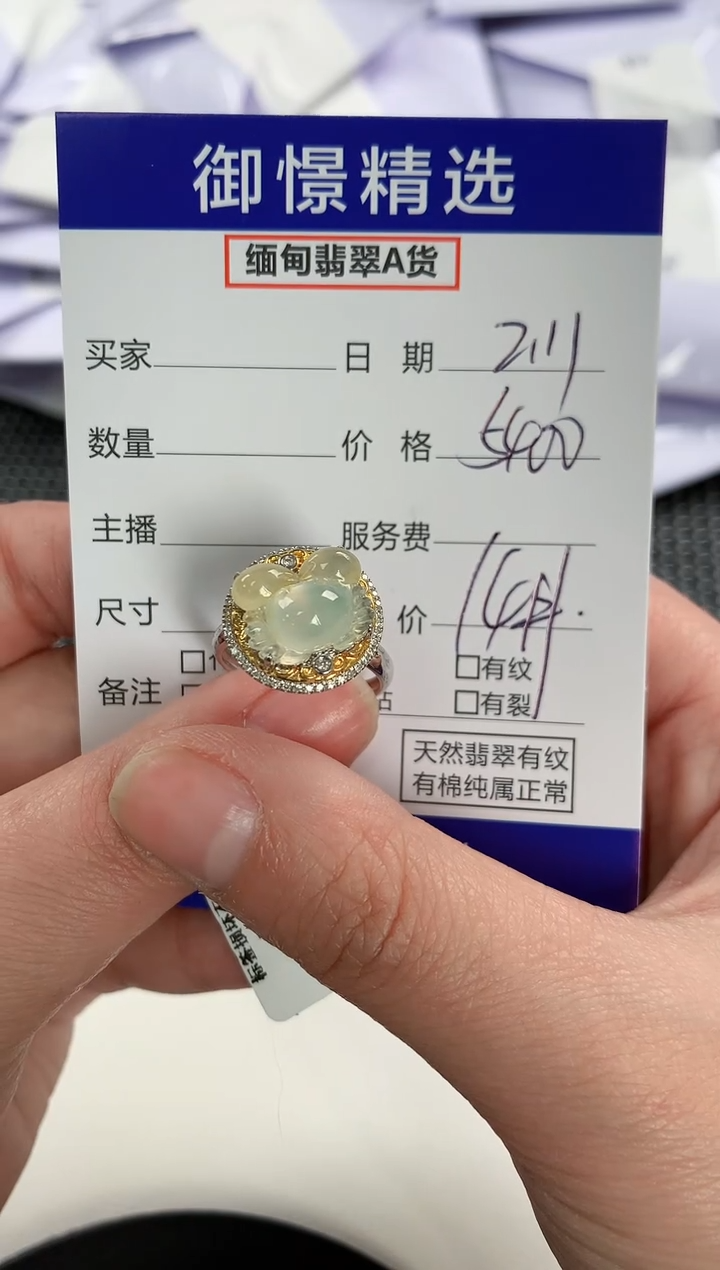 御憬精选
缅甸翡翠A货
买家 日 期 2.11
数量 价 格 5400
主播 服务费
尺寸 价
备注 □有纹
□有裂
天然翡翠有纹
有棉纯属正常